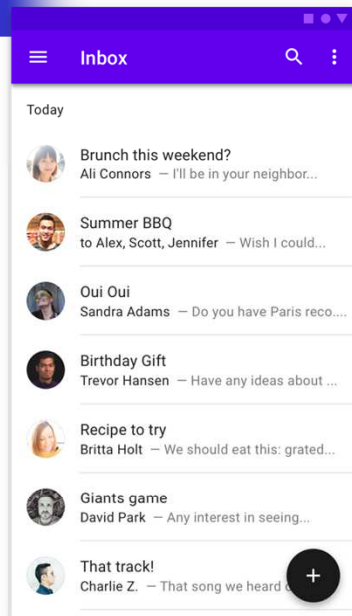 Inbox
Today
Brunch this weekend?
Ali Connors — I'll be in your neighbor...
Summer BBQ
to Alex, Scott, Jennifer — Wish I could...
Oui Oui
Sandra Adams — Do you have Paris reco....
Birthday Gift
Trevor Hansen — Have any ideas about ...
Recipe to try
Britta Holt — We should eat this: grated...
Giants game
David Park — Any interest in seeing...
That track!
Charlie Z. — That song we heard